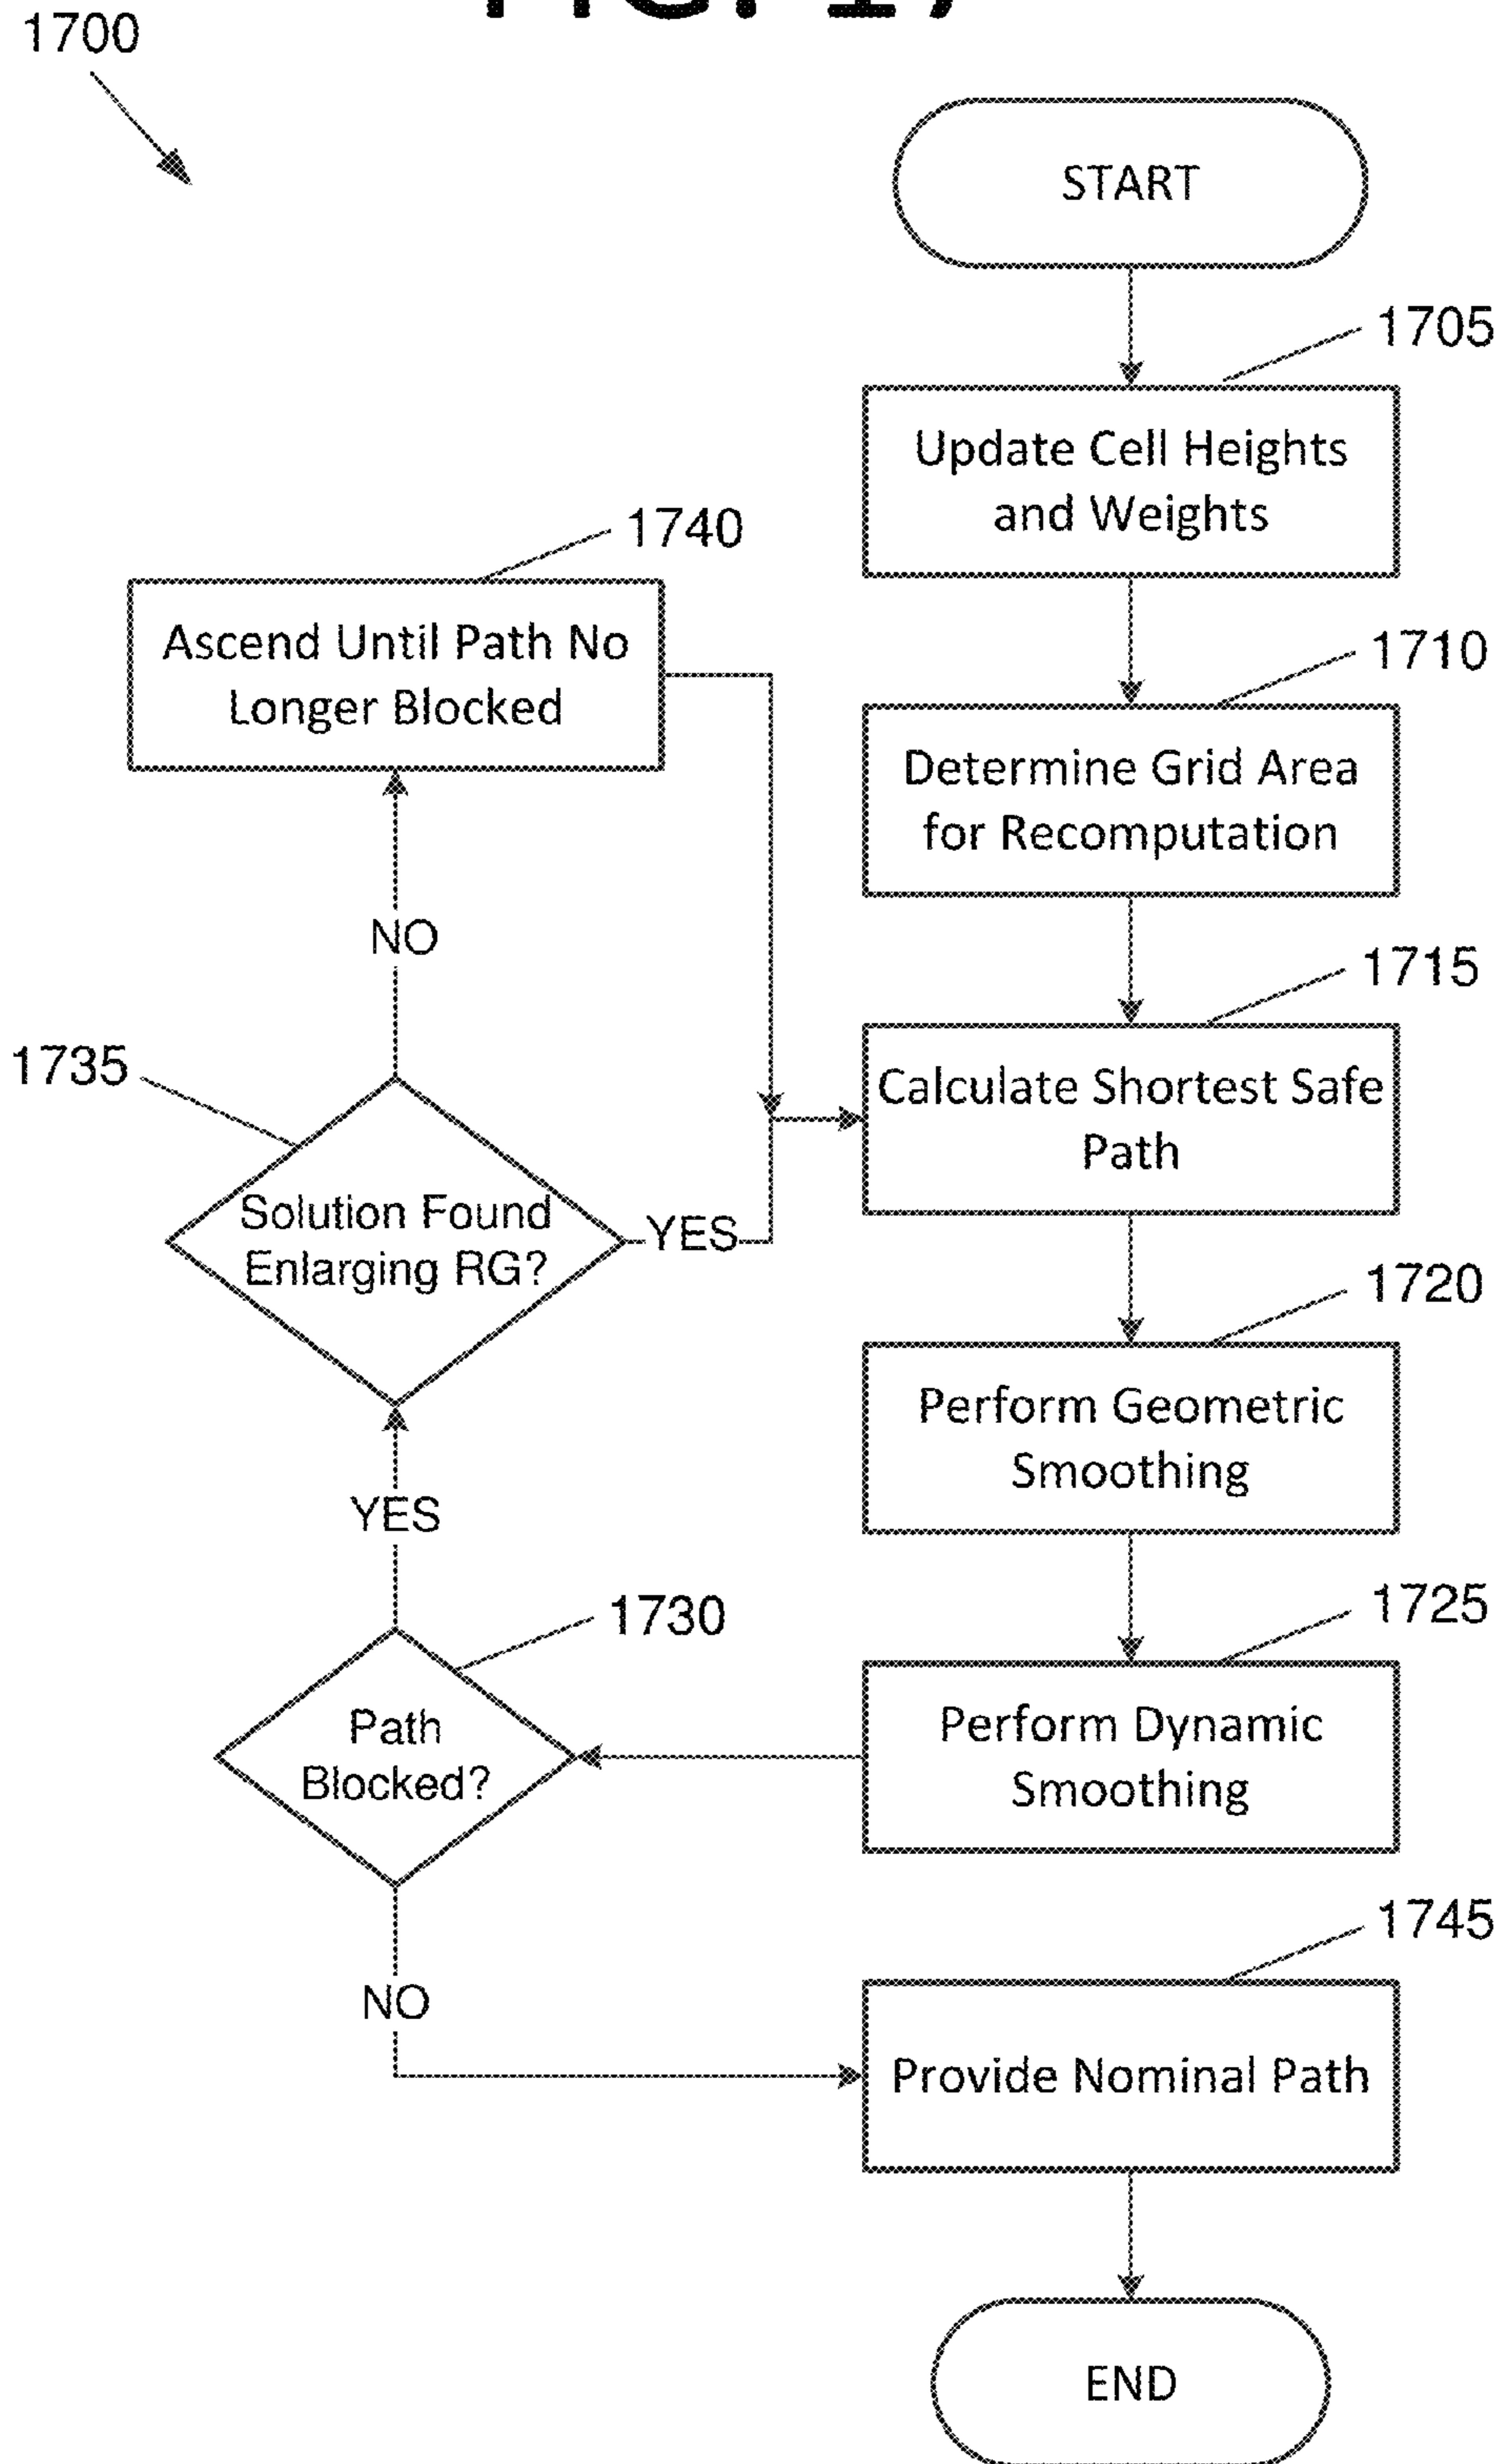 1700
START
1705
Update Cell Heights
and Weights
1740
Ascend Until Path No
Longer Blocked
1710
Determine Grid Area
for Recomputation
NO
1715
1735
Calculate Shortest Safe
Path
Solution Found
Enlarging RG?
YES
1720
Perform Geometric
Smoothing
YES
1730
1725
Path
Blocked?
Perform Dynamic
Smoothing
1745
NO
Provide Nominal Path
END